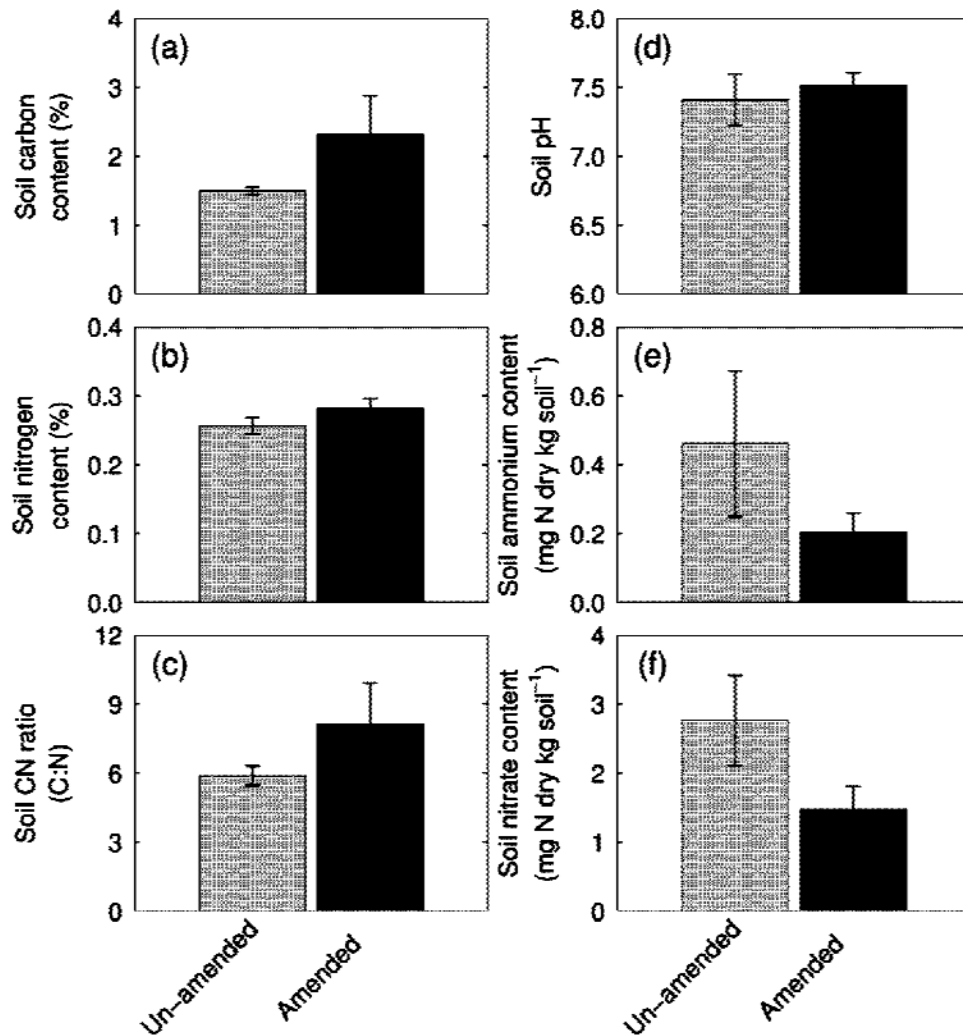 (a)
4
3
2
1
0
Soil carbon
content (%)
(b)
0.4
0.3
0.2
0.1
0.0
Soil nitrogen
content (%)
(c)
12
9
6
3
0
Soil CN ratio
(C:N)
Un-amended
Amended
(d)
8.0
7.5
7.0
6.5
6.0
Soil pH
(e)
0.8
0.6
0.4
0.2
0.0
Soil ammonium content
(mg N dry kg soil⁻¹)
(f)
4
3
2
1
0
Soil nitrate content
(mg N dry kg soil⁻¹)
Un-amended
Amended